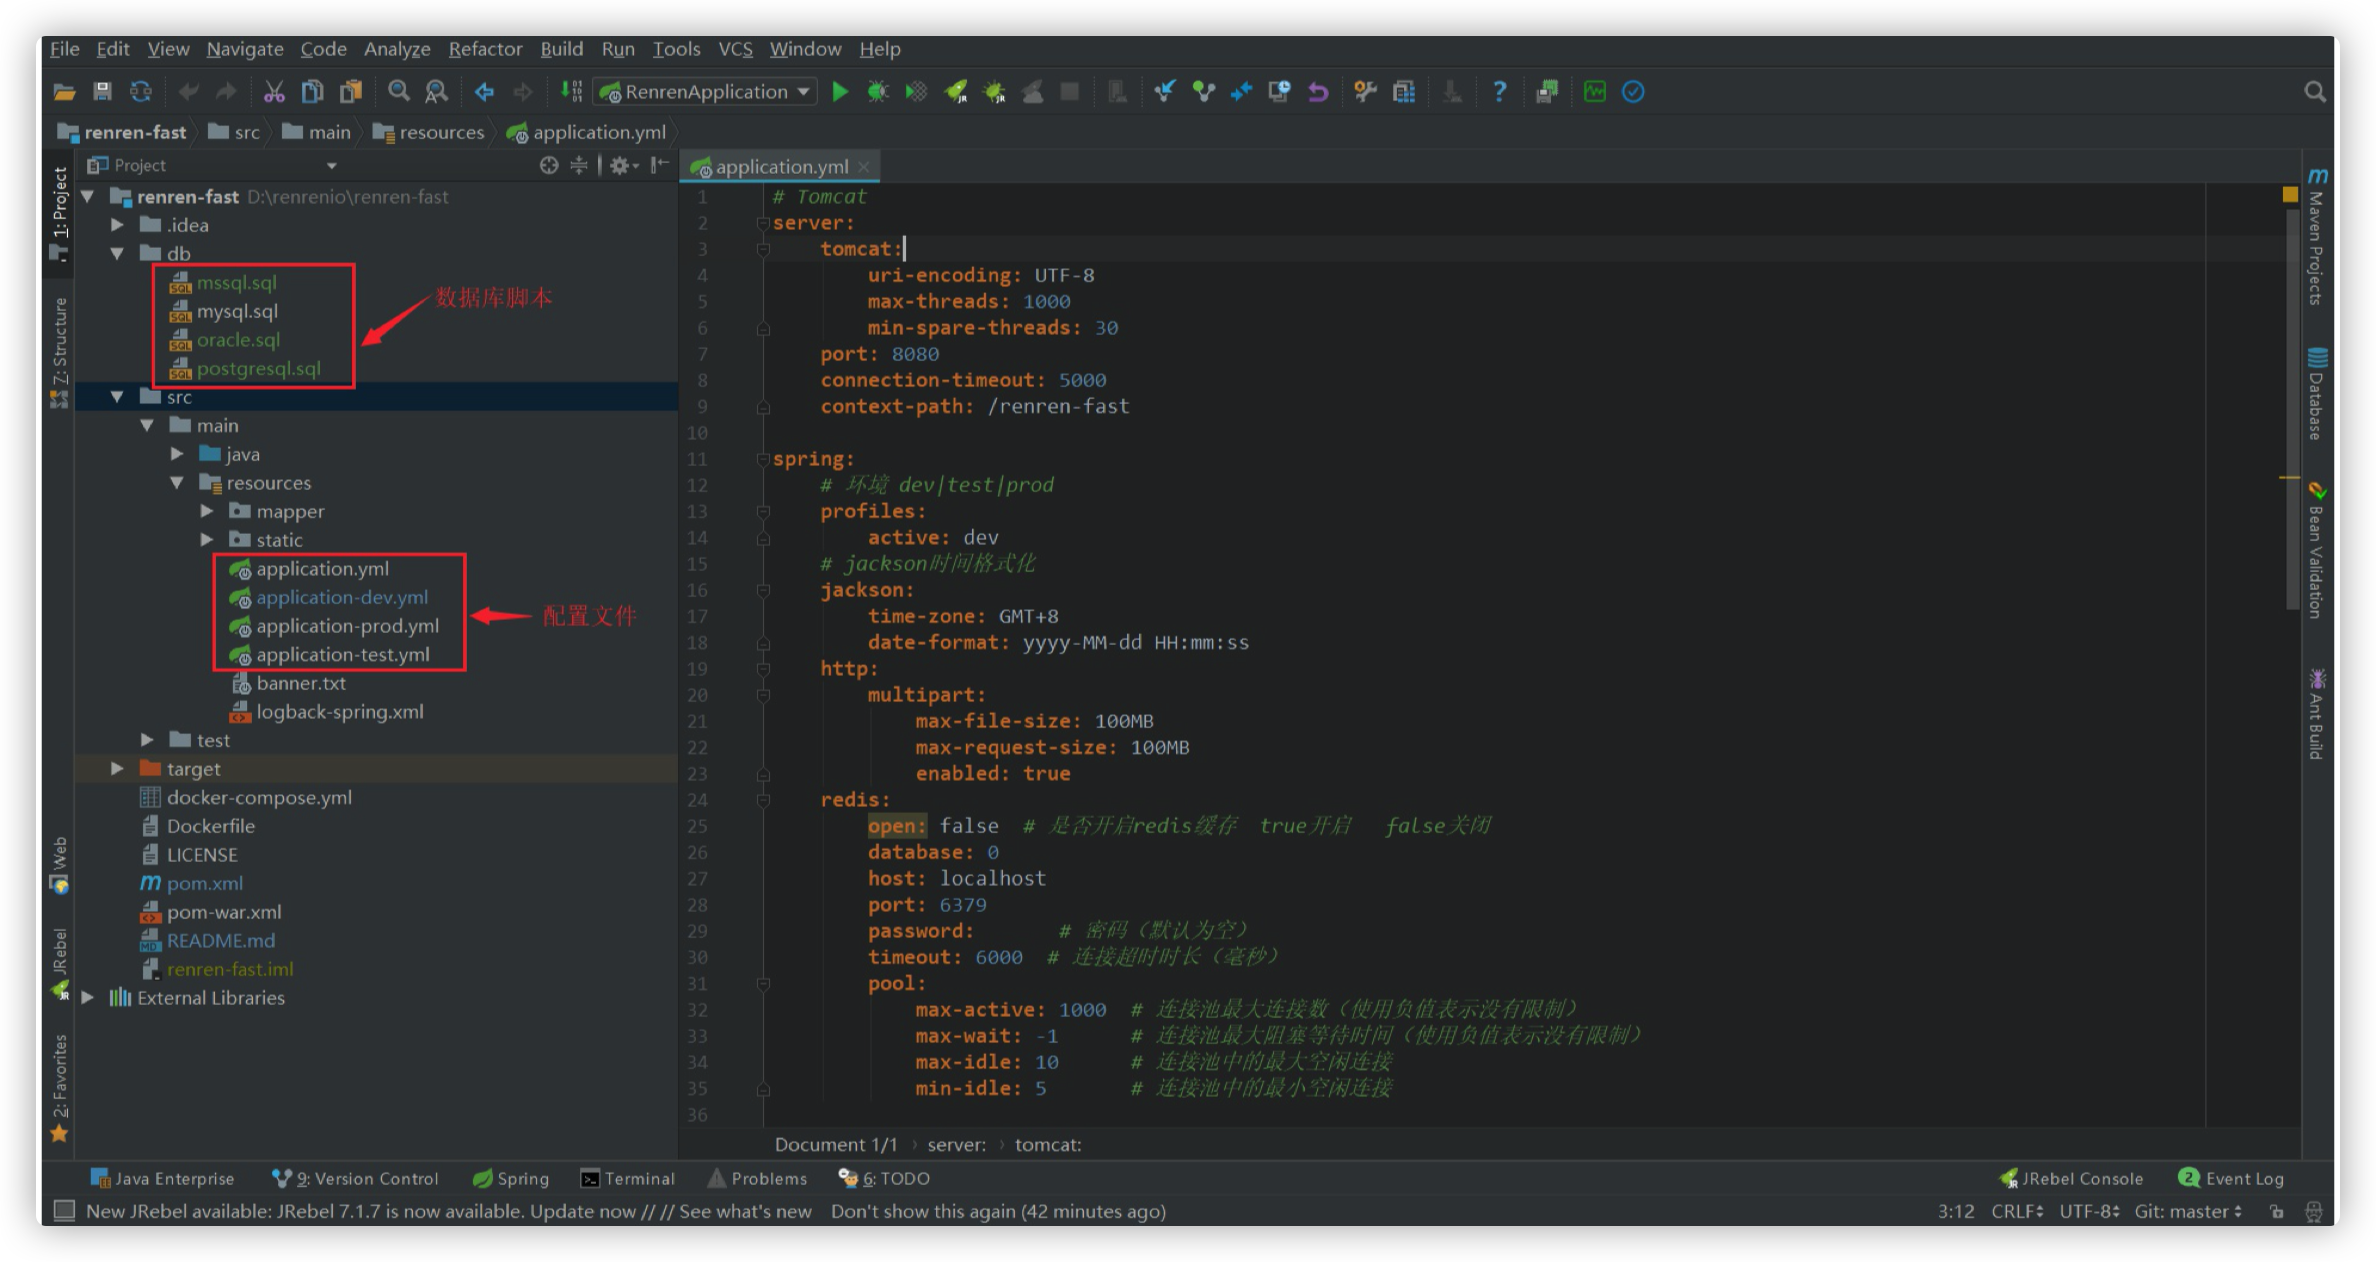 File Edit View Navigate Code Analyze Refactor Build Run Tools VCS Window Help
RenrenApplication
renren-fast src main resources application.yml
Project
application.yml
1: Project
Z: Structure
Web
JRebel
2: Favorites
renren-fast D:\renrenio\renren-fast
.idea
db
mssql.sql
mysql.sql
oracle.sql
postgresql.sql
数据库脚本
src
main
java
resources
mapper
static
application.yml
application-dev.yml
application-prod.yml
application-test.yml
配置文件
banner.txt
logback-spring.xml
test
target
docker-compose.yml
Dockerfile
LICENSE
pom.xml
pom-war.xml
README.md
renren-fast.iml
External Libraries
1 # Tomcat
2 server:
3 tomcat:
4 uri-encoding: UTF-8
5 max-threads: 1000
6 min-spare-threads: 30
7 port: 8080
8 connection-timeout: 5000
9 context-path: /renren-fast
10
11 spring:
12 # 环境 dev|test|prod
13 profiles:
14 active: dev
15 # jackson时间格式化
16 jackson:
17 time-zone: GMT+8
18 date-format: yyyy-MM-dd HH:mm:ss
19 http:
20 multipart:
21 max-file-size: 100MB
22 max-request-size: 100MB
23 enabled: true
24 redis:
25 open: false # 是否开启redis缓存 true开启 false关闭
26 database: 0
27 host: localhost
28 port: 6379
29 password: # 密码（默认为空）
30 timeout: 6000 # 连接超时时长（毫秒）
31 pool:
32 max-active: 1000 # 连接池最大连接数（使用负值表示没有限制）
33 max-wait: -1 # 连接池最大阻塞等待时间（使用负值表示没有限制）
34 max-idle: 10 # 连接池中的最大空闲连接
35 min-idle: 5 # 连接池中的最小空闲连接
36
Document 1/1 › server: › tomcat:
Maven Projects
Database
Bean Validation
Ant Build
Java Enterprise 9: Version Control Spring Terminal Problems 6: TODO JRebel Console 2 Event Log
New JRebel available: JRebel 7.1.7 is now available. Update now // // See what's new Don't show this again (42 minutes ago) 3:12 CRLF UTF-8 Git: master